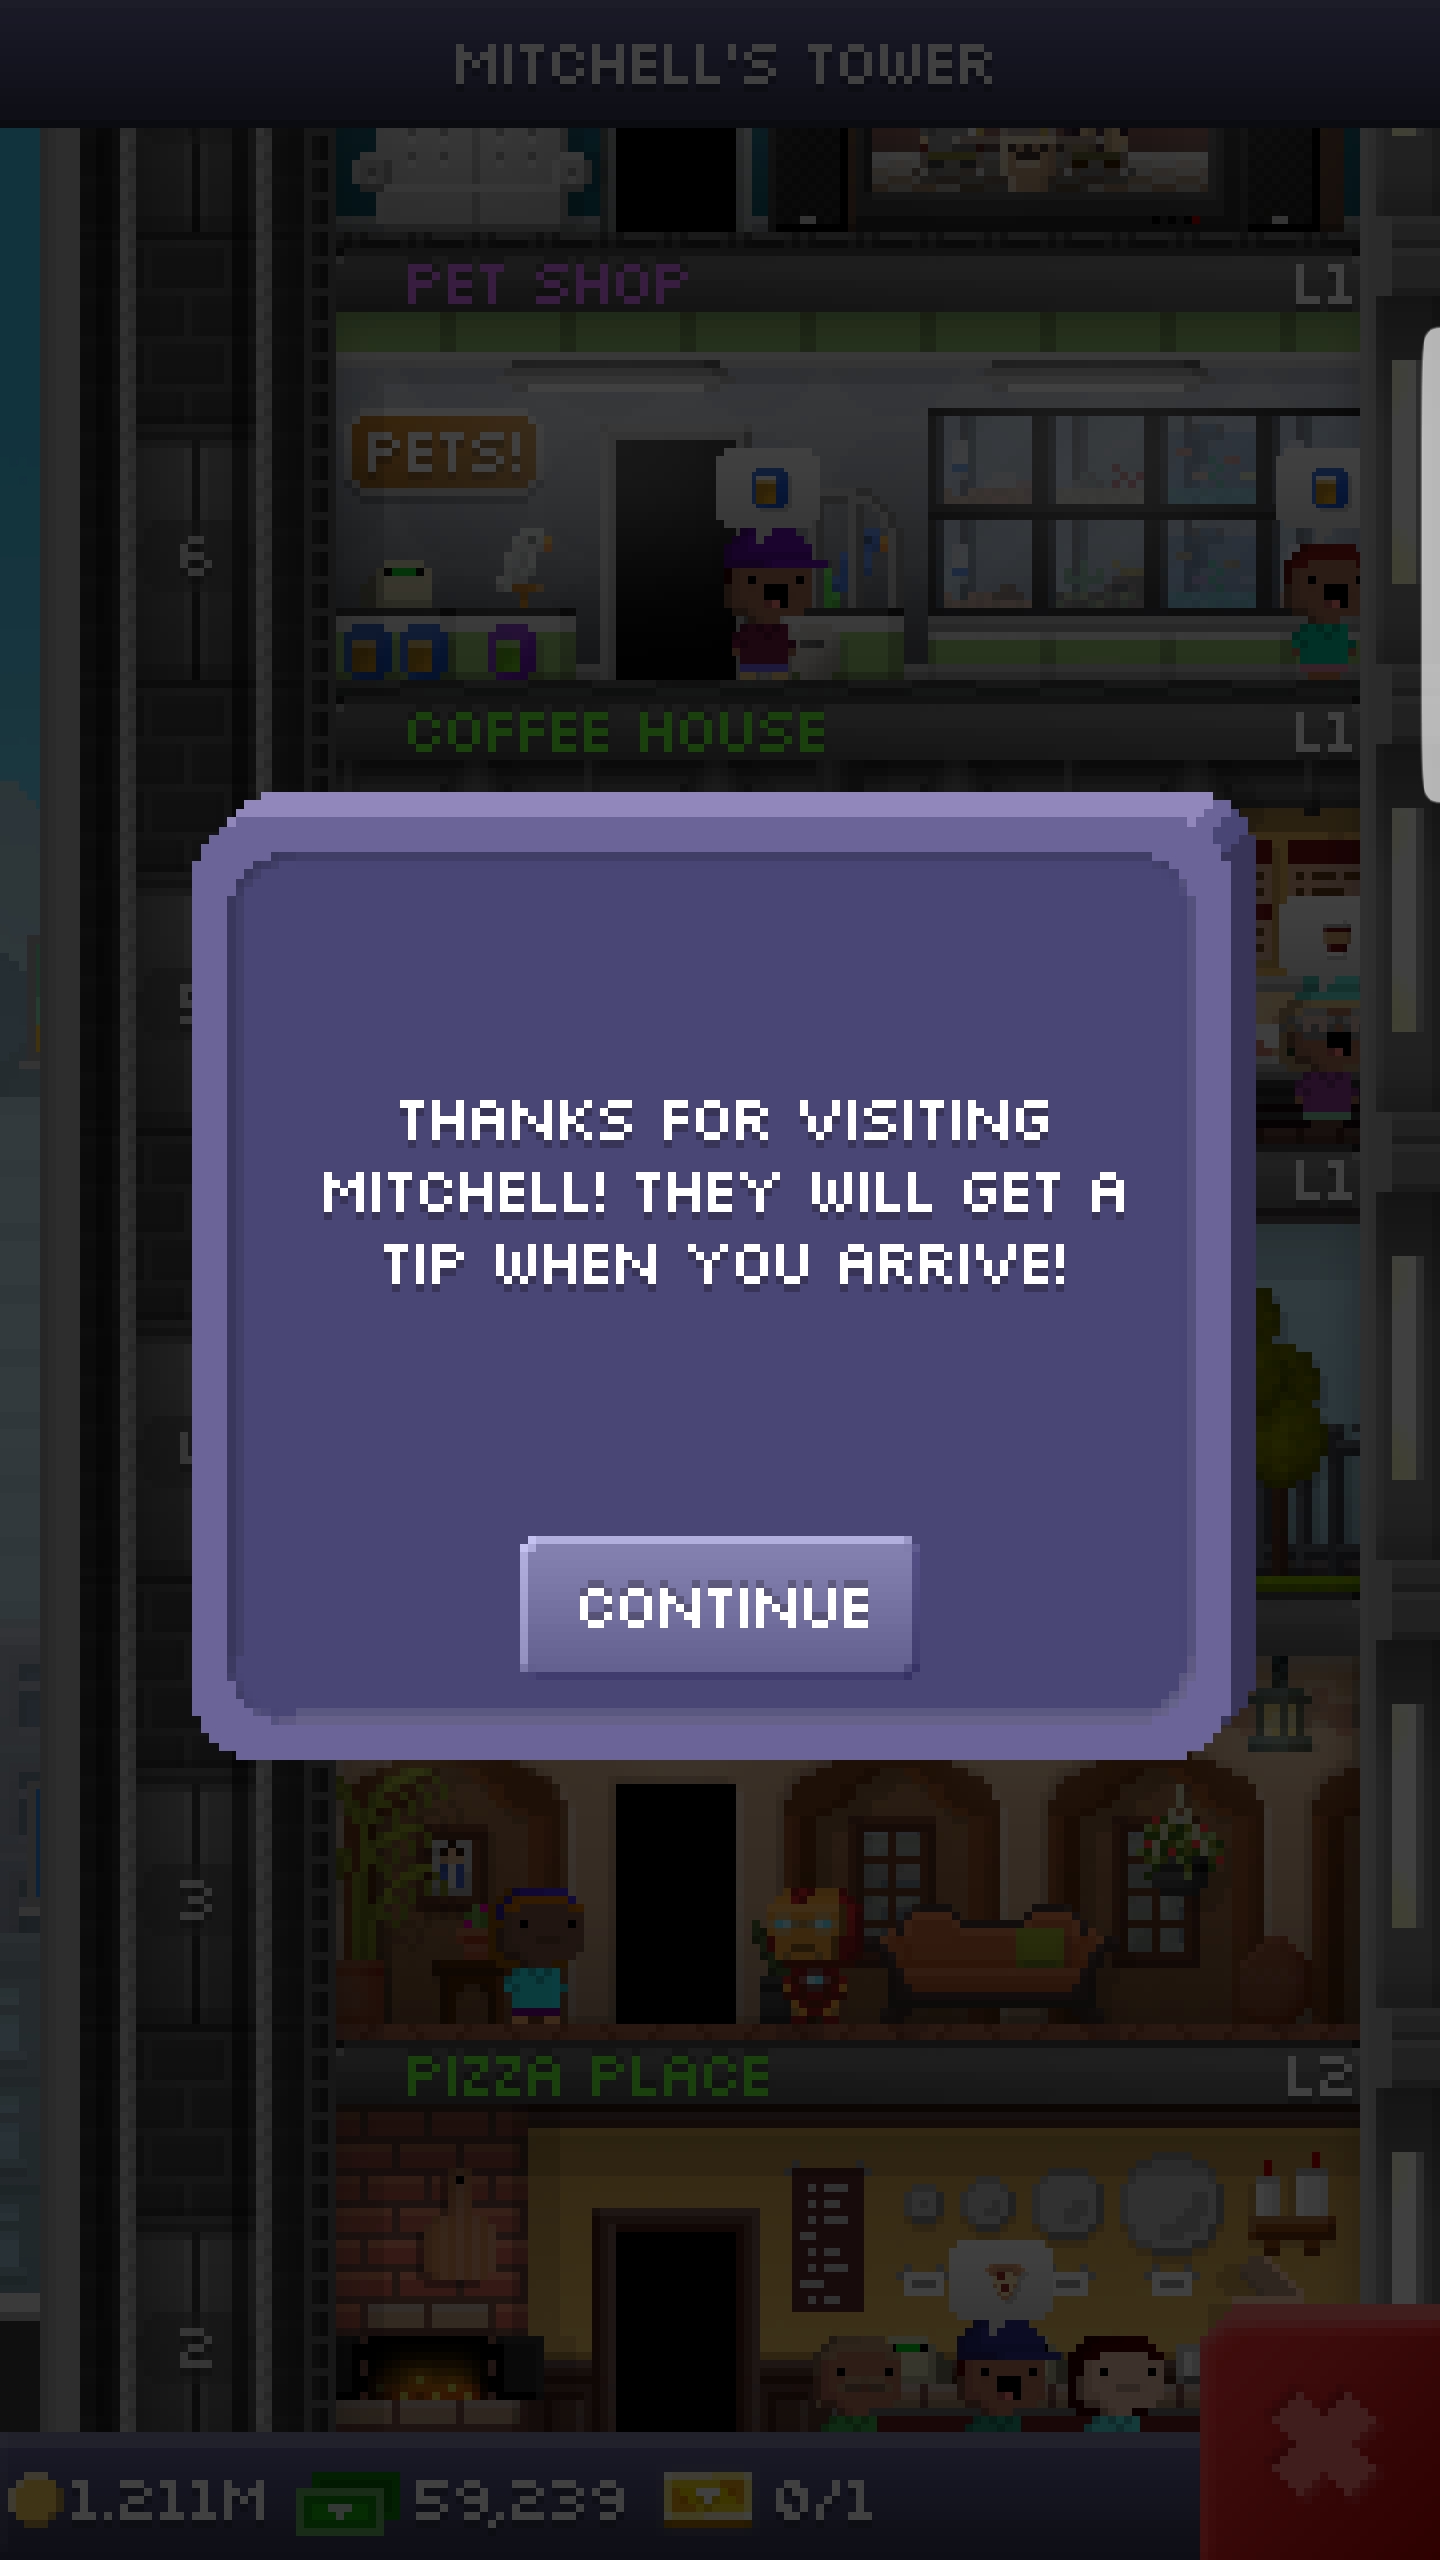 MITCHELL'S TOWER
PET SHOP L1
PETS!
6
COFFEE HOUSE L1
THANKS FOR VISITING
MITCHELL! THEY WILL GET A
TIP WHEN YOU ARRIVE!
L1
CONTINUE
3
PIZZA PLACE L2
2
1.211M 59,239 0/1